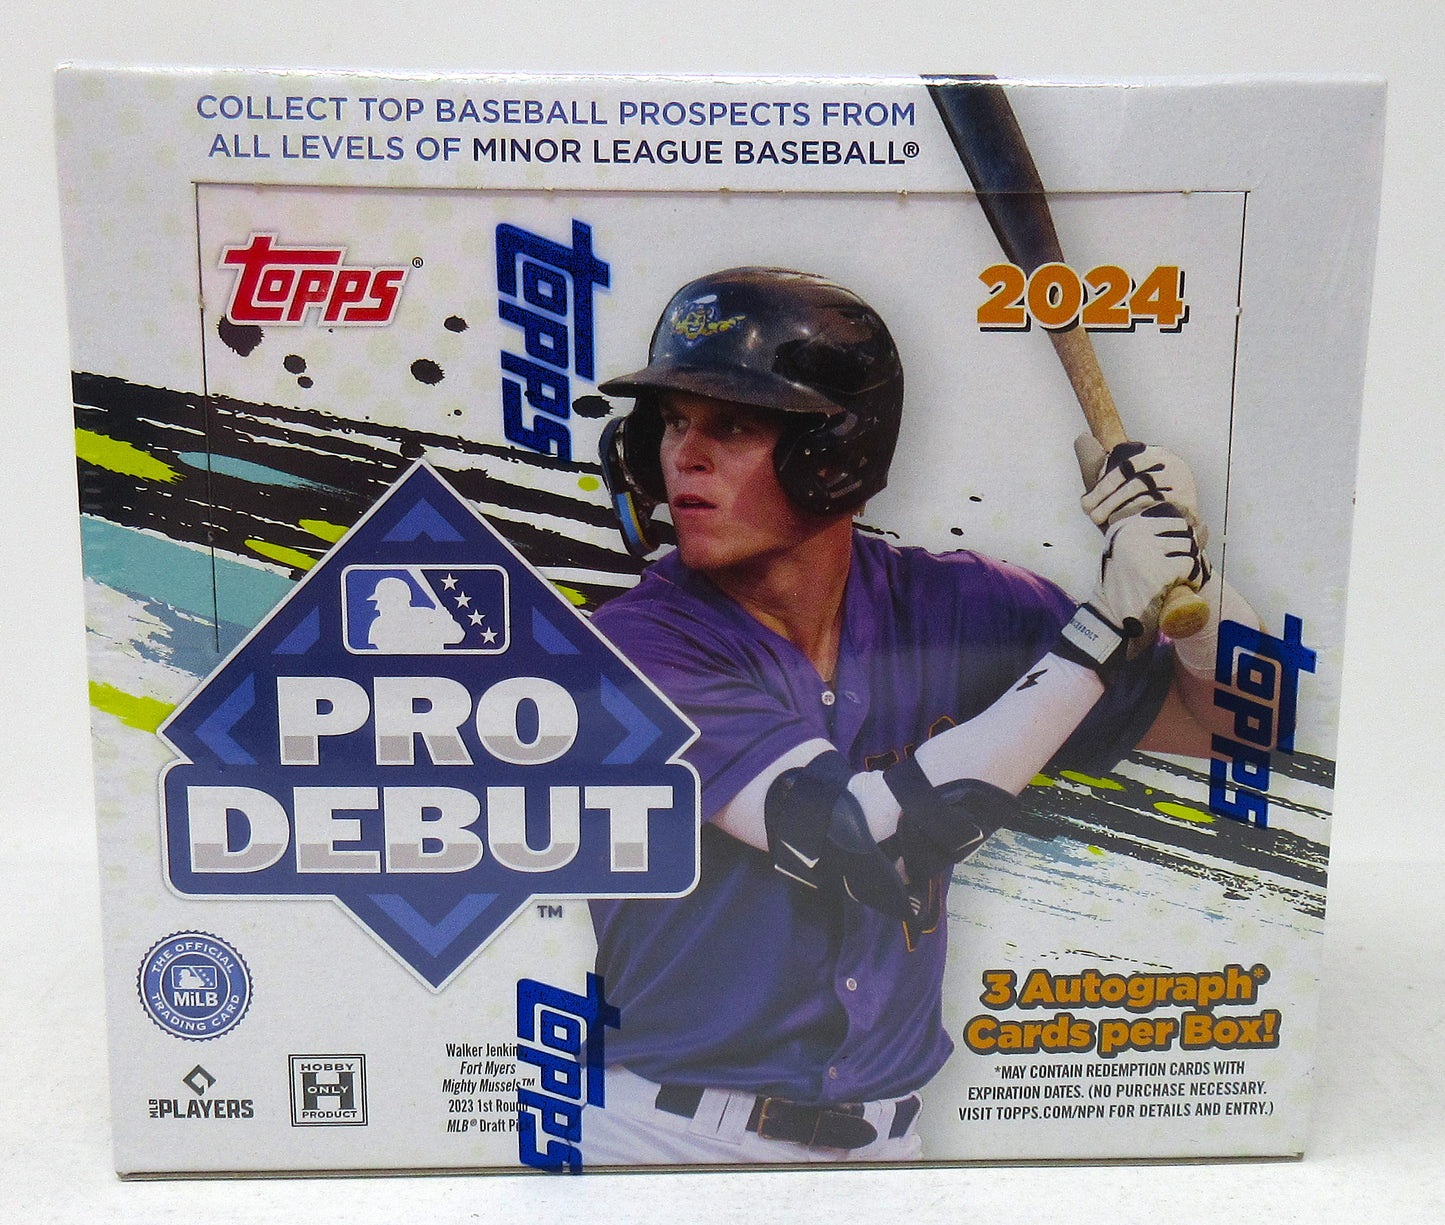 COLLECT TOP BASEBALL PROSPECTS FROM
ALL LEVELS OF MINOR LEAGUE BASEBALL®
TOPPS®
TOPPS
2024
TOPPS
PRO
DEBUT
™
THE OFFICIAL
MiLB
TRADING CARD
MLB PLAYERS
HOBBY
H
ONLY
PRODUCT
Walker
Fort Myers
Mighty Mussels™
2023 1st
MLB® Draft
TOPPS
3 Autograph*
Cards per Box!
*MAY CONTAIN REDEMPTION CARDS WITH
EXPIRATION DATES. (NO PURCHASE NECESSARY.
VISIT TOPPS.COM/NPN FOR DETAILS AND ENTRY.)